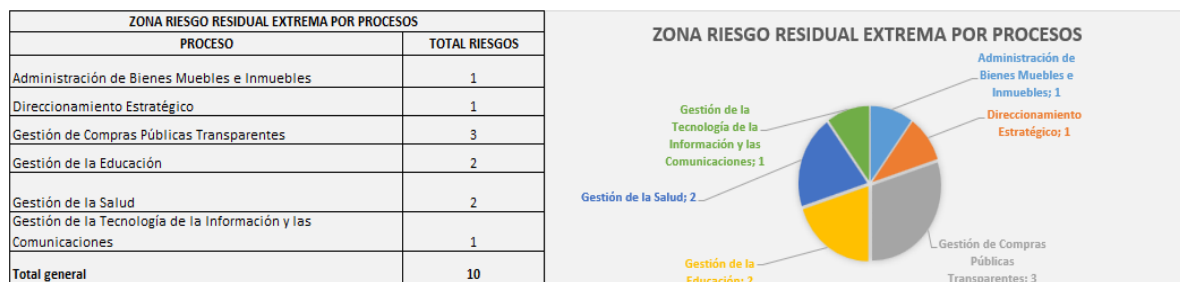 ZONA RIESGO RESIDUAL EXTREMA POR PROCESOS
PROCESO TOTAL RIESGOS
Administración de Bienes Muebles e Inmuebles 1
Direccionamiento Estratégico 1
Gestión de Compras Públicas Transparentes 3
Gestión de la Educación 2
Gestión de la Salud 2
Gestión de la Tecnología de la Información y las
Comunicaciones 1
Total general 10
ZONA RIESGO RESIDUAL EXTREMA POR PROCESOS
Administración de
Bienes Muebles e
Inmuebles; 1
Direccionamiento
Estratégico; 1
Gestión de la
Tecnología de la
Información y las
Comunicaciones; 1
Gestión de la Salud; 2
Gestión de Compras
Públicas
Transparentes; 3
Gestión de la
Educación; 2